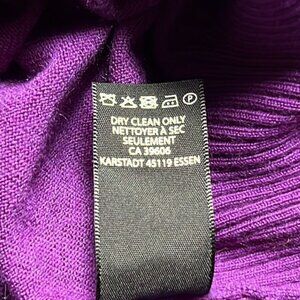 DRY CLEAN ONLY
NETTOYER À SEC
SEULEMENT
CA 39606
KARSTADT 45119 ESSEN